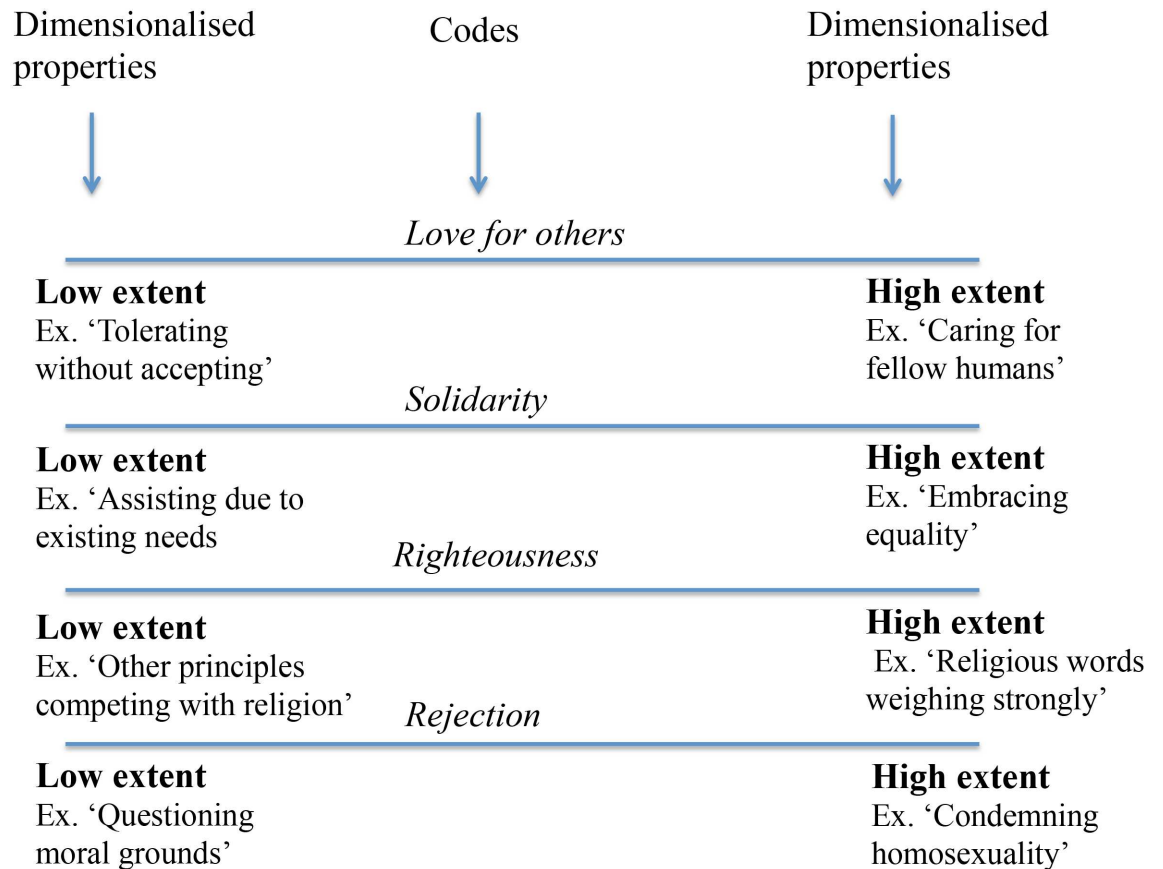 Dimensionalised
properties
Codes
Dimensionalised
properties
Love for others
Low extent
Ex. ‘Tolerating
without accepting’
High extent
Ex. ‘Caring for
fellow humans’
Solidarity
Low extent
Ex. ‘Assisting due to
existing needs
High extent
Ex. ‘Embracing
equality’
Righteousness
Low extent
Ex. ‘Other principles
competing with religion’
High extent
Ex. ‘Religious words
weighing strongly’
Rejection
Low extent
Ex. ‘Questioning
moral grounds’
High extent
Ex. ‘Condemning
homosexuality’